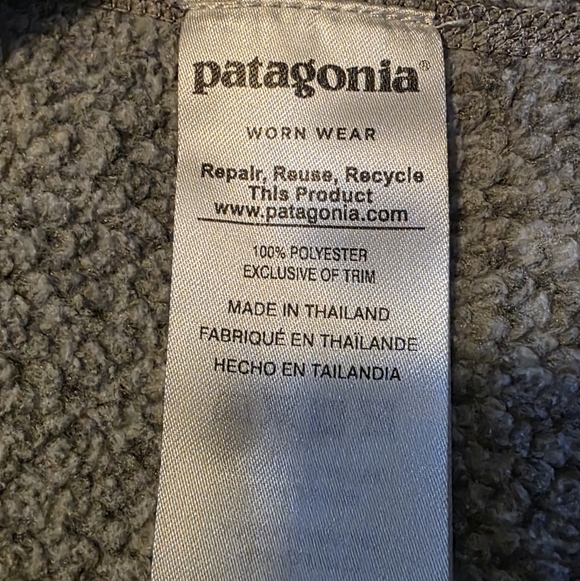 patagonia®
WORN WEAR
Repair, Reuse, Recycle
This Product
www.patagonia.com
100% POLYESTER
EXCLUSIVE OF TRIM
MADE IN THAILAND
FABRIQUÉ EN THAÏLANDE
HECHO EN TAILANDIA